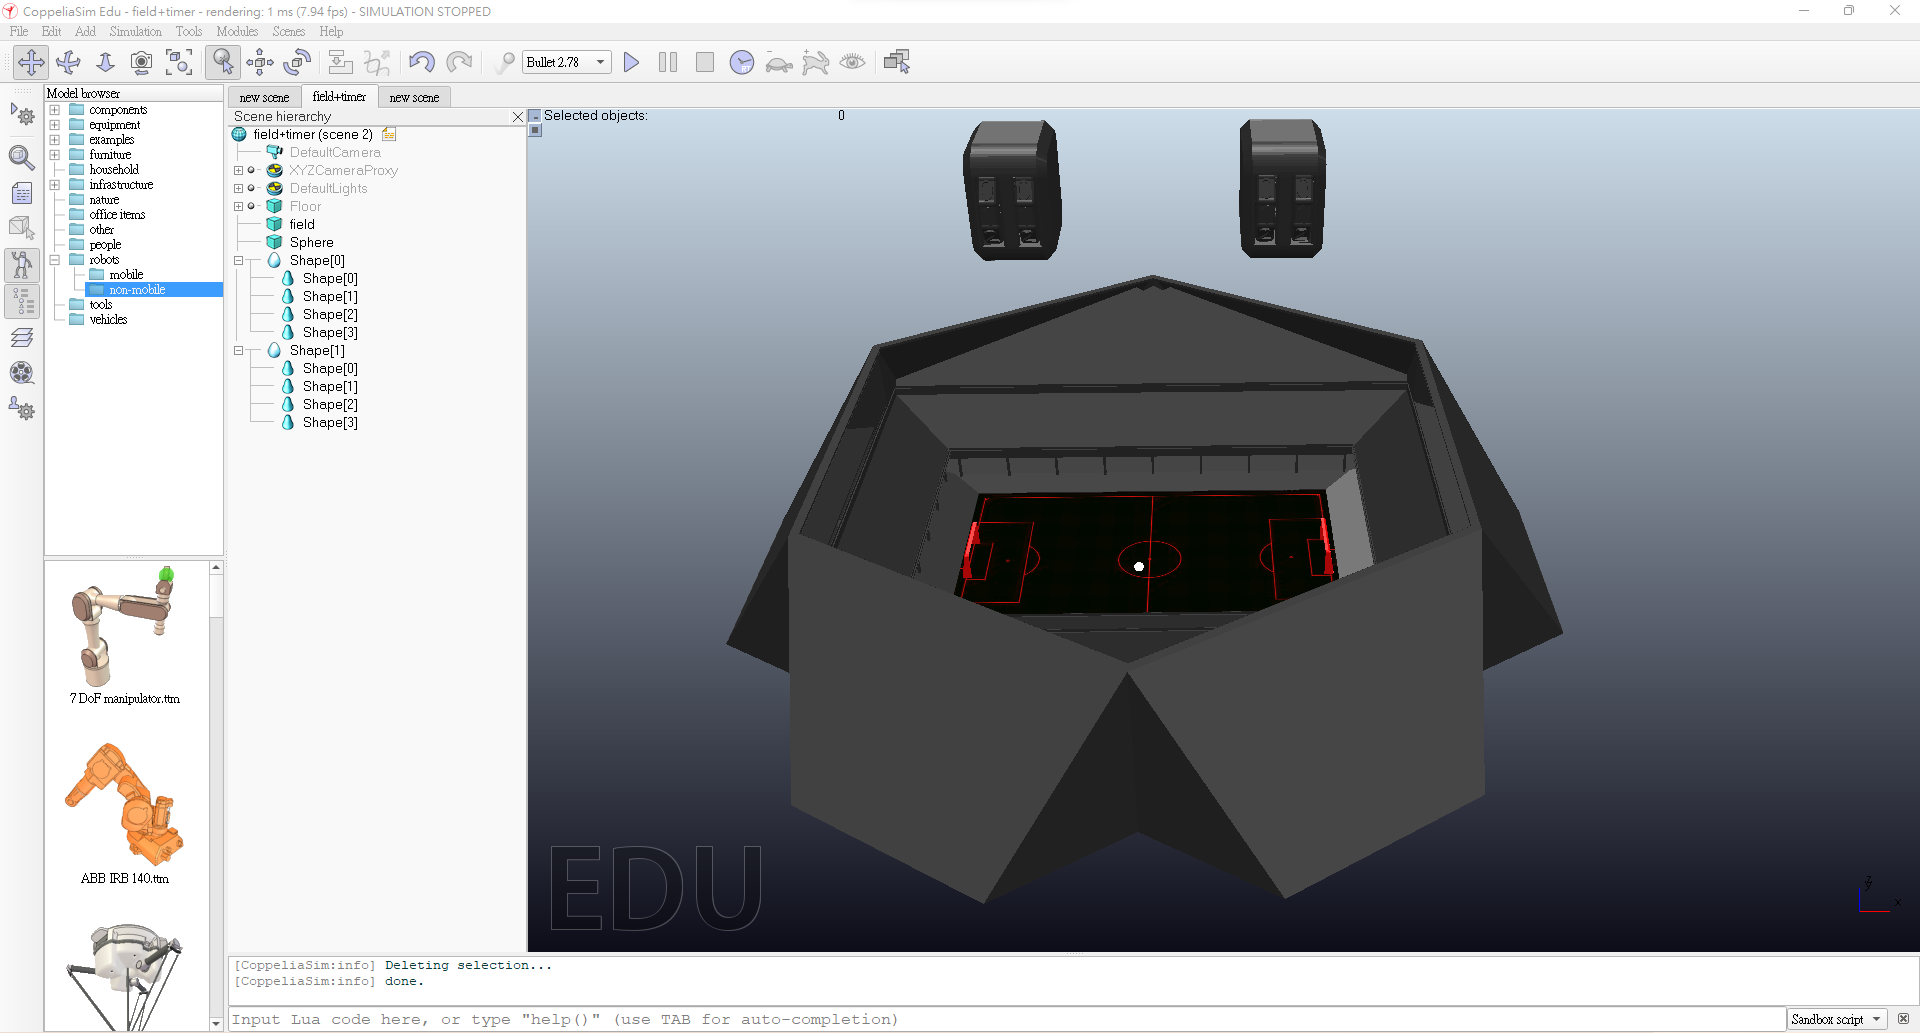 CoppeliaSim Edu - field+timer - rendering: 1 ms (7.94 fps) - SIMULATION STOPPED
File Edit Add Simulation Tools Modules Scenes Help
Bullet 2.78
Model browser
components
equipment
examples
furniture
household
infrastructure
nature
office items
other
people
robots
mobile
non-mobile
tools
vehicles
7 DoF manipulator.ttm
ABB IRB 140.ttm
new scene field+timer new scene
Scene hierarchy
field+timer (scene 2)
DefaultCamera
XYZCameraProxy
DefaultLights
Floor
field
Sphere
Shape[0]
Shape[0]
Shape[1]
Shape[2]
Shape[3]
Shape[1]
Shape[0]
Shape[1]
Shape[2]
Shape[3]
Selected objects: 0
EDU
z
y
x
[CoppeliaSim:info] Deleting selection...
[CoppeliaSim:info] done.
Input Lua code here, or type "help()" (use TAB for auto-completion)
Sandbox script